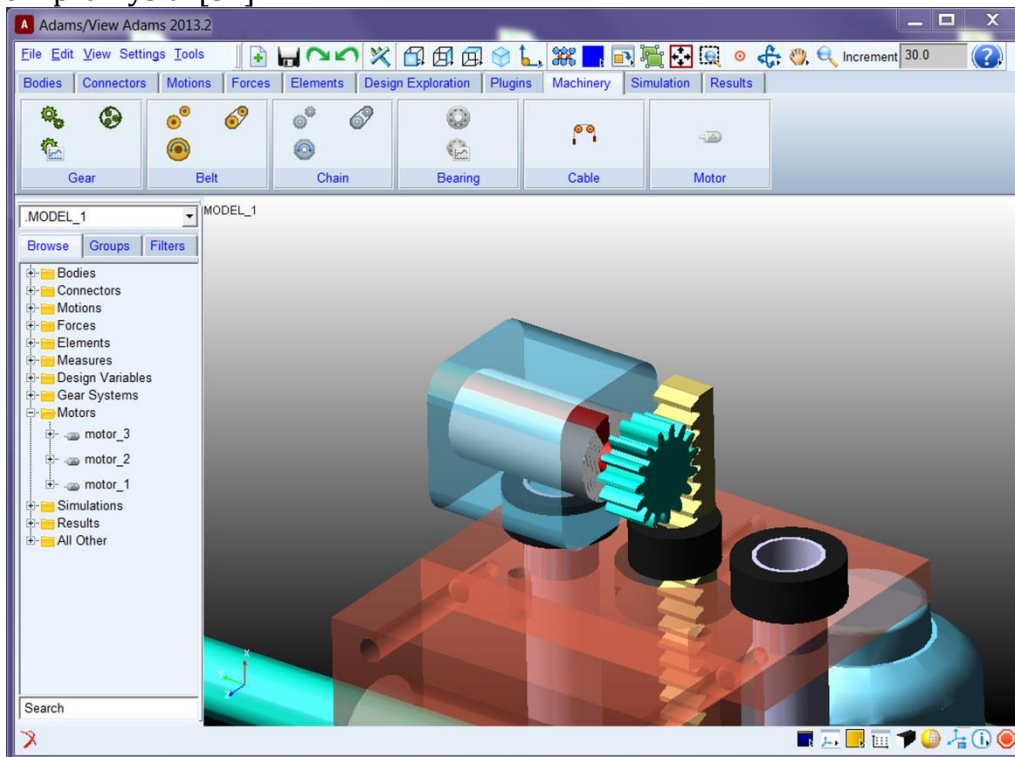 Adams/View Adams 2013.2
File Edit View Settings Tools
Increment 30.0
Bodies Connectors Motions Forces Elements Design Exploration Plugins Machinery Simulation Results
Gear Belt Chain Bearing Cable Motor
.MODEL_1
MODEL_1
Browse Groups Filters
Bodies
Connectors
Motions
Forces
Elements
Measures
Design Variables
Gear Systems
Motors
motor_3
motor_2
motor_1
Simulations
Results
All Other
x
y
z
Search